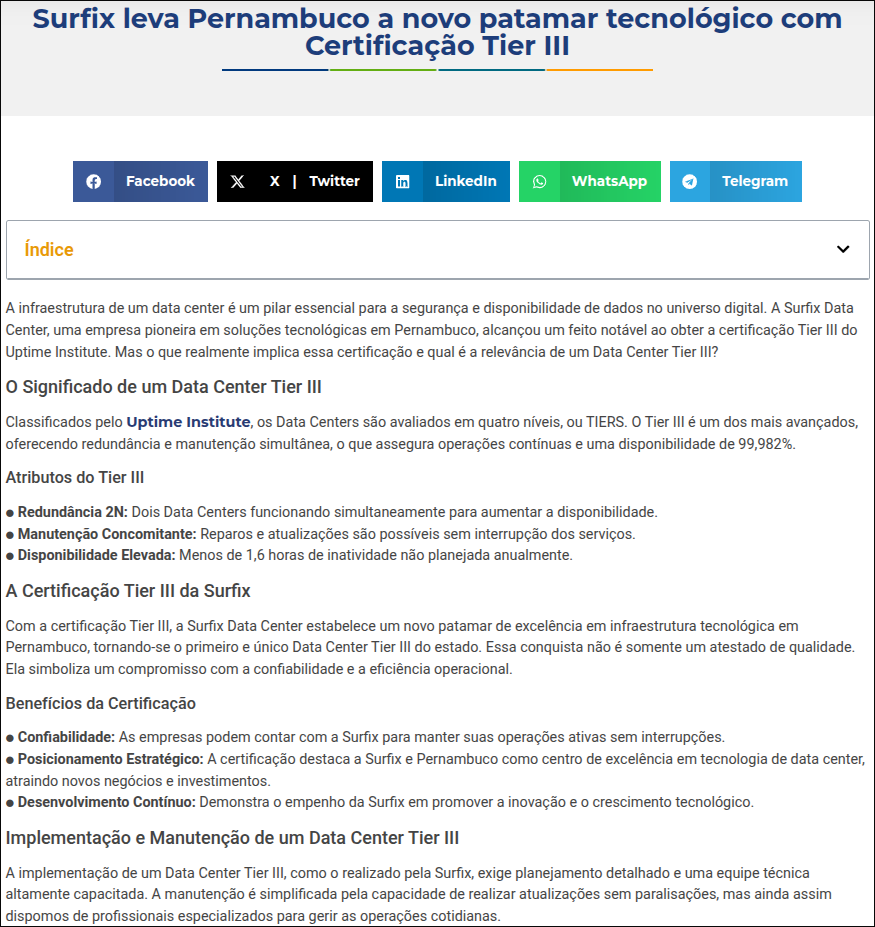 Surfix leva Pernambuco a novo patamar tecnológico com
Certificação Tier III
Facebook
X | Twitter
LinkedIn
WhatsApp
Telegram
Índice
A infraestrutura de um data center é um pilar essencial para a segurança e disponibilidade de dados no universo digital. A Surfix Data
Center, uma empresa pioneira em soluções tecnológicas em Pernambuco, alcançou um feito notável ao obter a certificação Tier III do
Uptime Institute. Mas o que realmente implica essa certificação e qual é a relevância de um Data Center Tier III?
O Significado de um Data Center Tier III
Classificados pelo Uptime Institute, os Data Centers são avaliados em quatro níveis, ou TIERS. O Tier III é um dos mais avançados,
oferecendo redundância e manutenção simultânea, o que assegura operações contínuas e uma disponibilidade de 99,982%.
Atributos do Tier III
● Redundância 2N: Dois Data Centers funcionando simultaneamente para aumentar a disponibilidade.
● Manutenção Concomitante: Reparos e atualizações são possíveis sem interrupção dos serviços.
● Disponibilidade Elevada: Menos de 1,6 horas de inatividade não planejada anualmente.
A Certificação Tier III da Surfix
Com a certificação Tier III, a Surfix Data Center estabelece um novo patamar de excelência em infraestrutura tecnológica em
Pernambuco, tornando-se o primeiro e único Data Center Tier III do estado. Essa conquista não é somente um atestado de qualidade.
Ela simboliza um compromisso com a confiabilidade e a eficiência operacional.
Benefícios da Certificação
● Confiabilidade: As empresas podem contar com a Surfix para manter suas operações ativas sem interrupções.
● Posicionamento Estratégico: A certificação destaca a Surfix e Pernambuco como centro de excelência em tecnologia de data center,
atraindo novos negócios e investimentos.
● Desenvolvimento Contínuo: Demonstra o empenho da Surfix em promover a inovação e o crescimento tecnológico.
Implementação e Manutenção de um Data Center Tier III
A implementação de um Data Center Tier III, como o realizado pela Surfix, exige planejamento detalhado e uma equipe técnica
altamente capacitada. A manutenção é simplificada pela capacidade de realizar atualizações sem paralisações, mas ainda assim
dispomos de profissionais especializados para gerir as operações cotidianas.